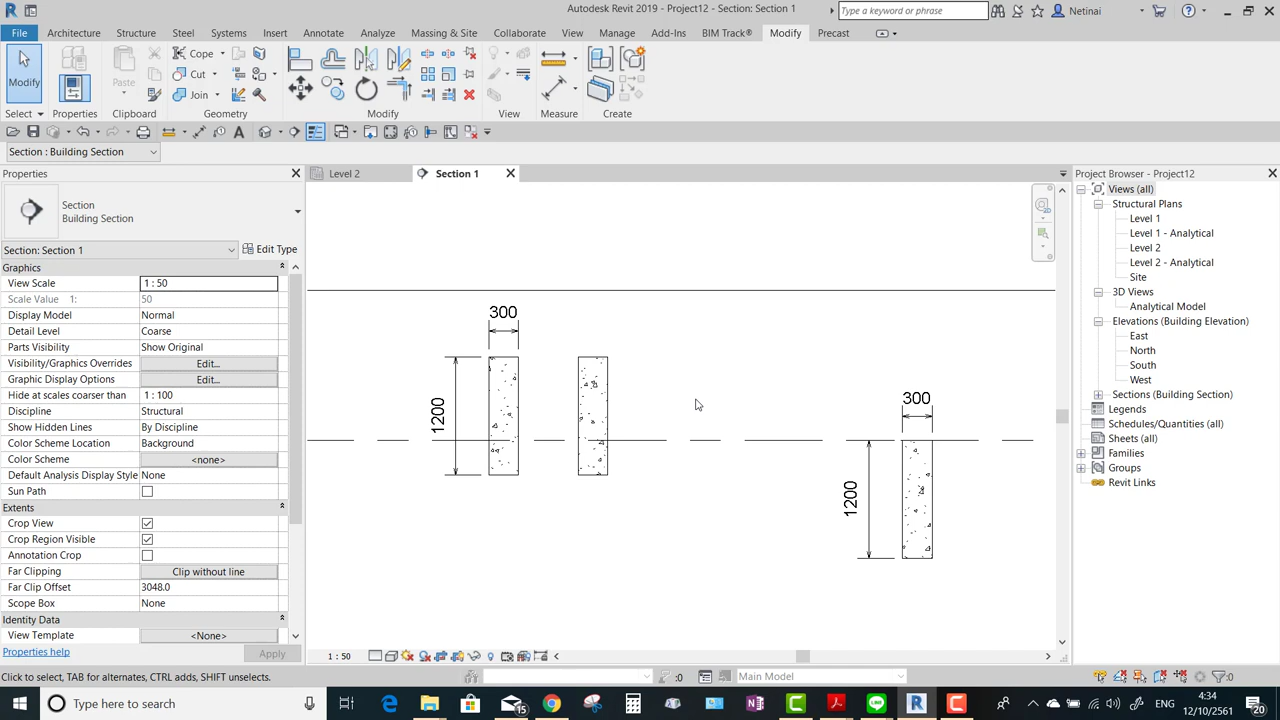 Autodesk Revit 2019 - Project12 - Section: Section 1
Type a keyword or phrase
Netinai
File Architecture Structure Steel Systems Insert Annotate Analyze Massing & Site Collaborate View Manage Add-Ins BIM Track® Modify Precast
Modify
Paste
Cope
Cut
Join
Select Properties Clipboard Geometry Modify View Measure Create
Section : Building Section
Properties
Section
Building Section
Section: Section 1
Edit Type
Graphics
View Scale 1 : 50
Scale Value 1: 50
Display Model Normal
Detail Level Coarse
Parts Visibility Show Original
Visibility/Graphics Overrides Edit...
Graphic Display Options Edit...
Hide at scales coarser than 1 : 100
Discipline Structural
Show Hidden Lines By Discipline
Color Scheme Location Background
Color Scheme <none>
Default Analysis Display Style None
Sun Path
Extents
Crop View
Crop Region Visible
Annotation Crop
Far Clipping Clip without line
Far Clip Offset 3048.0
Scope Box None
Identity Data
View Template <None>
Properties help Apply
Level 2
Section 1
300
1200
300
1200
1 : 50
Project Browser - Project12
Views (all)
Structural Plans
Level 1
Level 1 - Analytical
Level 2
Level 2 - Analytical
Site
3D Views
Analytical Model
Elevations (Building Elevation)
East
North
South
West
Sections (Building Section)
Legends
Schedules/Quantities (all)
Sheets (all)
Families
Groups
Revit Links
Click to select, TAB for alternates, CTRL adds, SHIFT unselects.
:0
Main Model
:0
Type here to search
15
ENG
4:34
12/10/2561
20